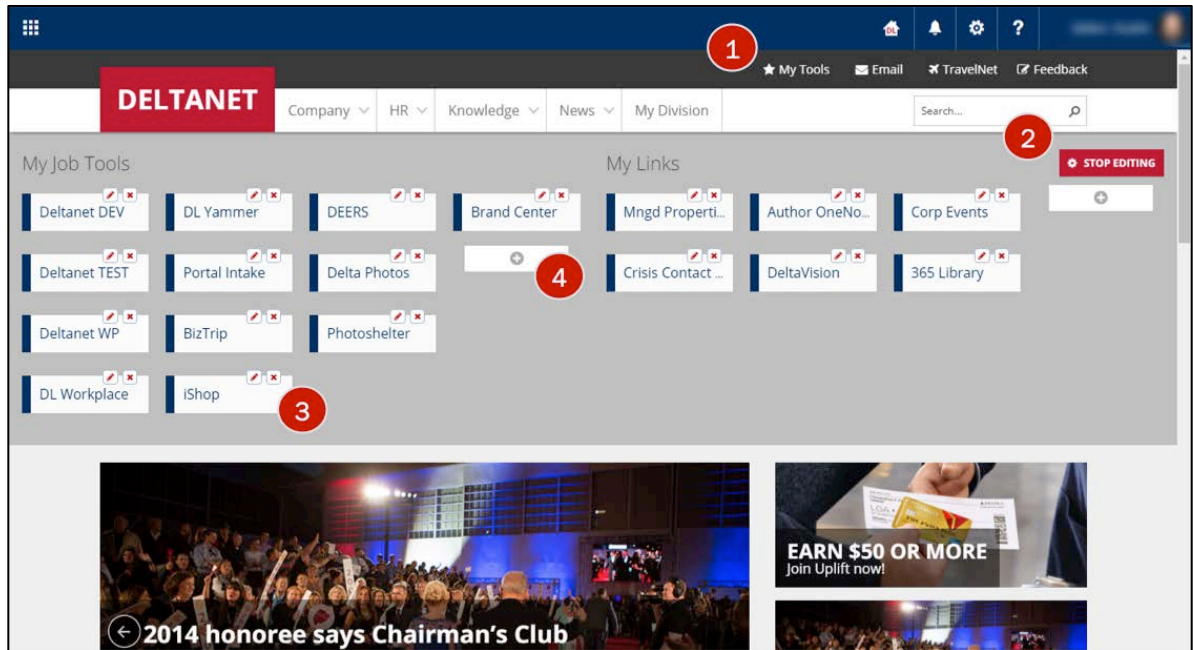 DL
?
1
My Tools Email TravelNet Feedback
DELTANET
Company HR Knowledge News My Division
Search...
2
My Job Tools My Links STOP EDITING
Deltanet DEV DL Yammer DEERS Brand Center Mngd Properti... Author OneNo... Corp Events
Deltanet TEST Portal Intake Delta Photos 4 Crisis Contact ... DeltaVision 365 Library
Deltanet WP BizTrip Photoshelter
DL Workplace iShop 3
EARN $50 OR MORE
Join Uplift now!
2014 honoree says Chairman's Club